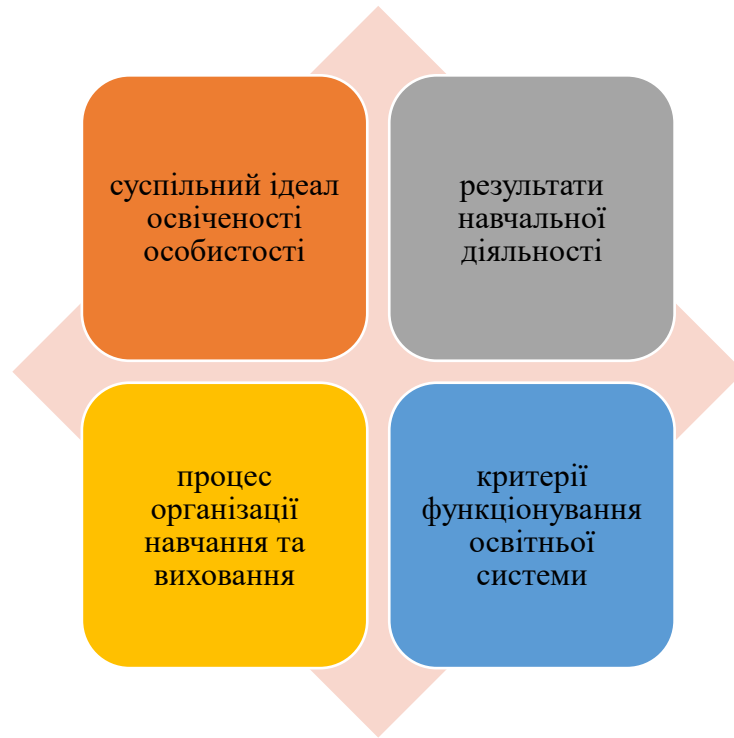 суспільний ідеал
освіченості
особистості
результати
навчальної
діяльності
процес
організації
навчання та
виховання
критерії
функціонування
освітньої
системи